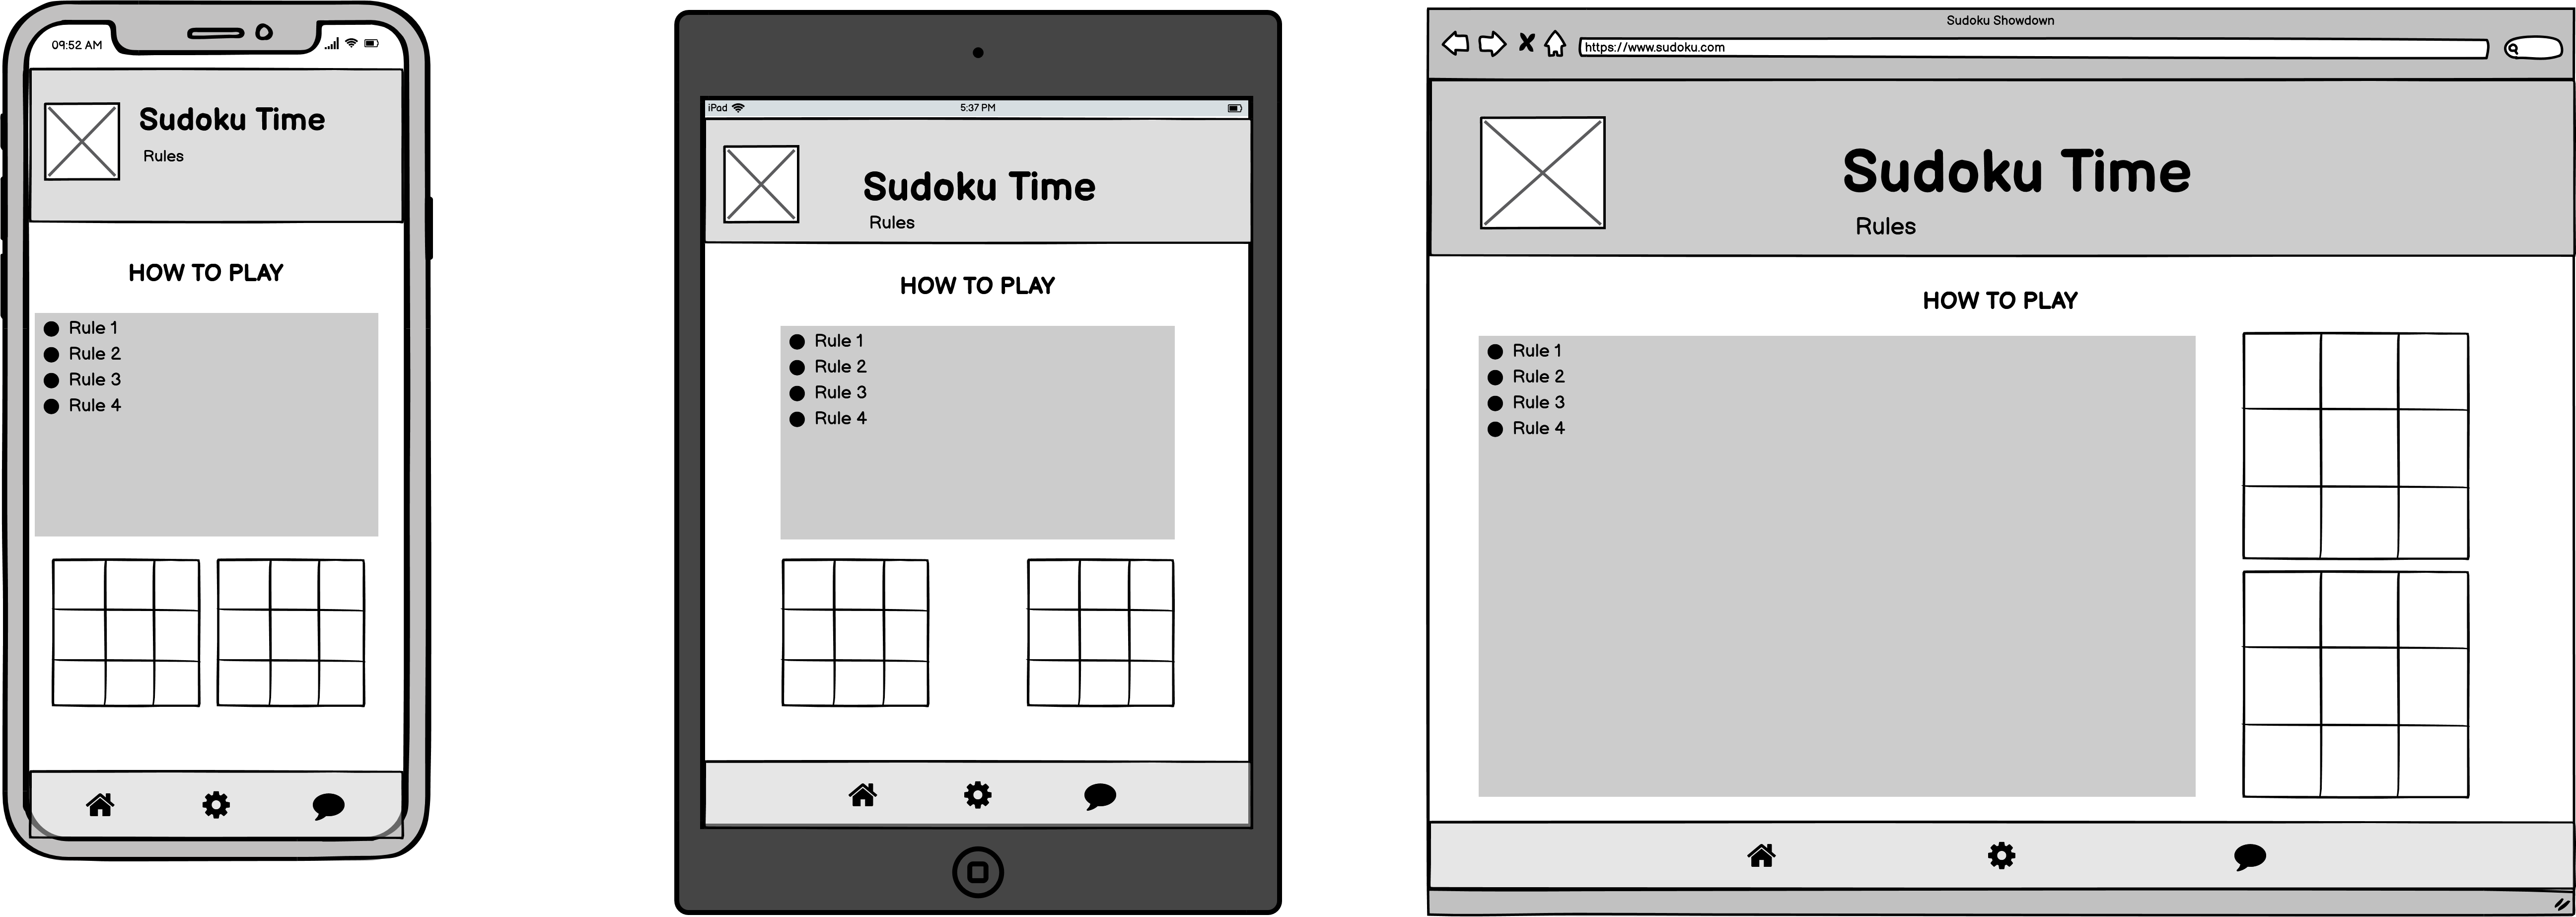 09:52 AM
Sudoku Time
Rules
HOW TO PLAY
Rule 1
Rule 2
Rule 3
Rule 4
iPad
5:37 PM
Sudoku Time
Rules
HOW TO PLAY
Rule 1
Rule 2
Rule 3
Rule 4
Sudoku Showdown
https://www.sudoku.com
Sudoku Time
Rules
HOW TO PLAY
Rule 1
Rule 2
Rule 3
Rule 4